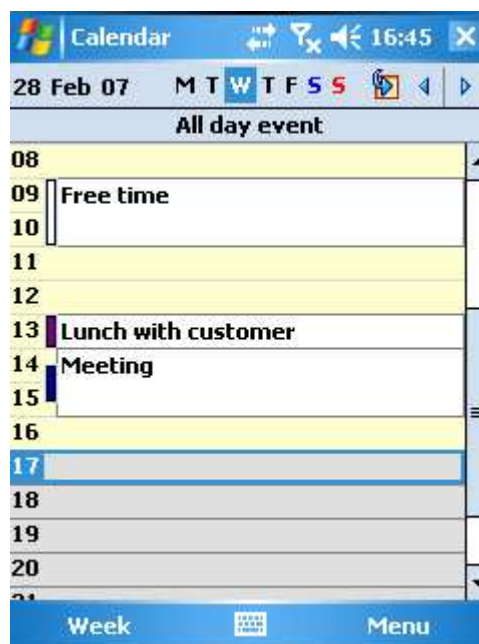 Calendar 16:45
28 Feb 07 M T W T F S S
All day event
08
09 Free time
10
11
12
13 Lunch with customer
14 Meeting
15
16
17
18
19
20
21
Week Menu